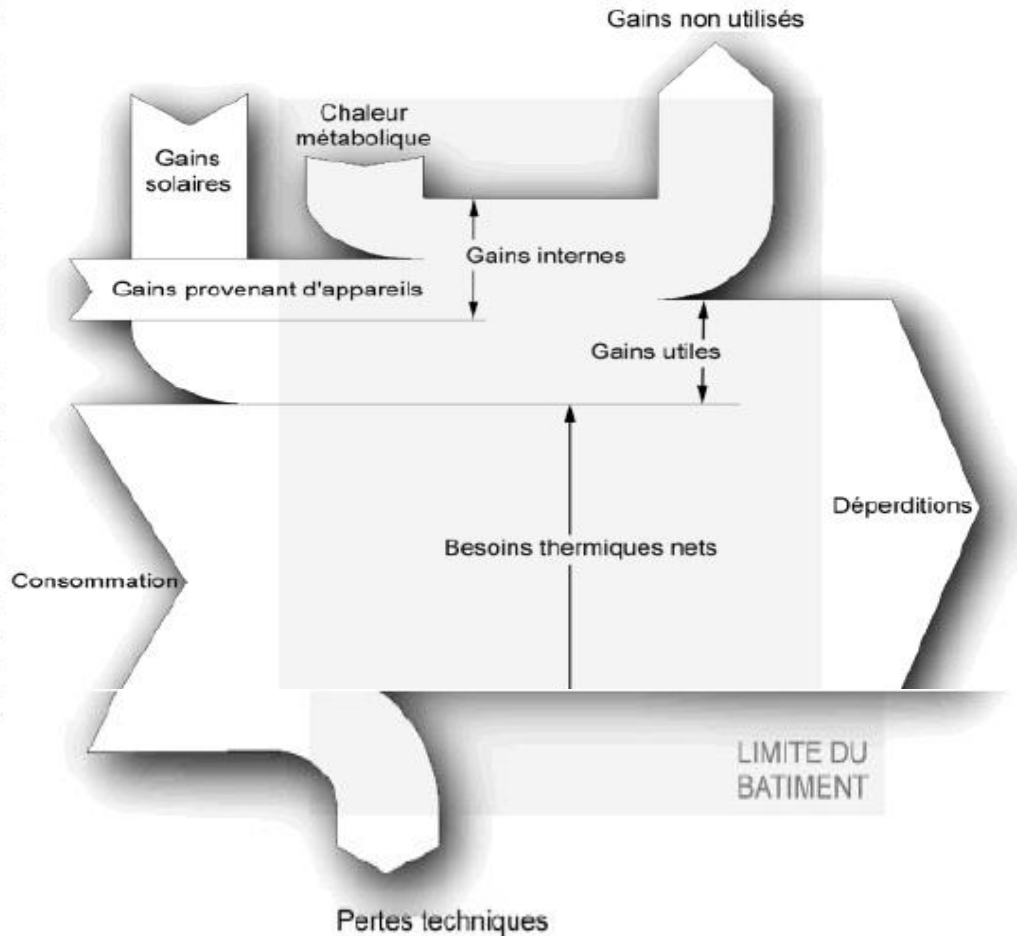 Gains non utilisés
Chaleur
métabolique
Gains
solaires
Gains internes
Gains provenant d'appareils
Gains utiles
Déperditions
Besoins thermiques nets
Consommation
LIMITE DU
BATIMENT
Pertes techniques